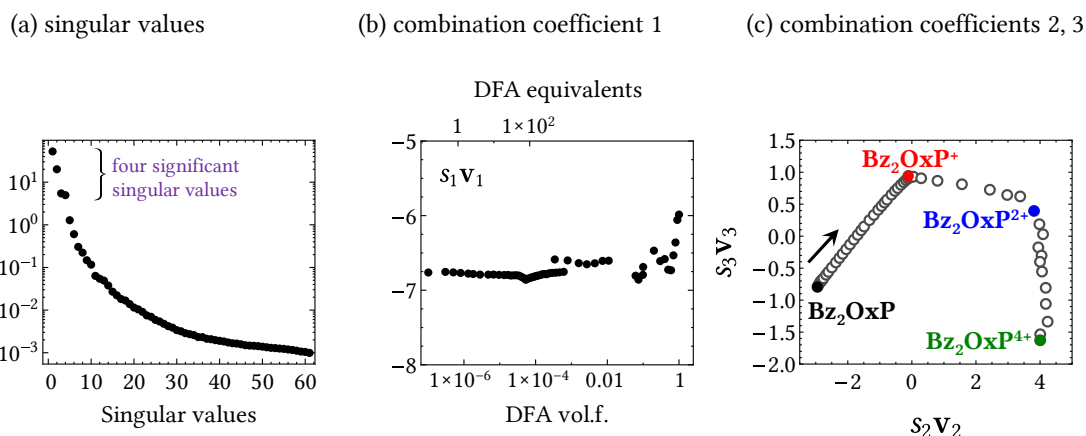 (a) singular values
four significant
singular values
10¹
10⁰
10⁻¹
10⁻²
10⁻³
0 10 20 30 40 50 60
Singular values
(b) combination coefficient 1
DFA equivalents
1 1×10²
−5
−6
−7
−8
s₁v₁
1×10⁻⁶ 1×10⁻⁴ 0.01 1
DFA vol.f.
(c) combination coefficients 2, 3
s₃v₃
1.5
1.0
0.5
0.0
−0.5
−1.0
−1.5
−2.0
Bz₂OxP⁺
Bz₂OxP²⁺
Bz₂OxP
Bz₂OxP⁴⁺
−2 0 2 4
s₂v₂